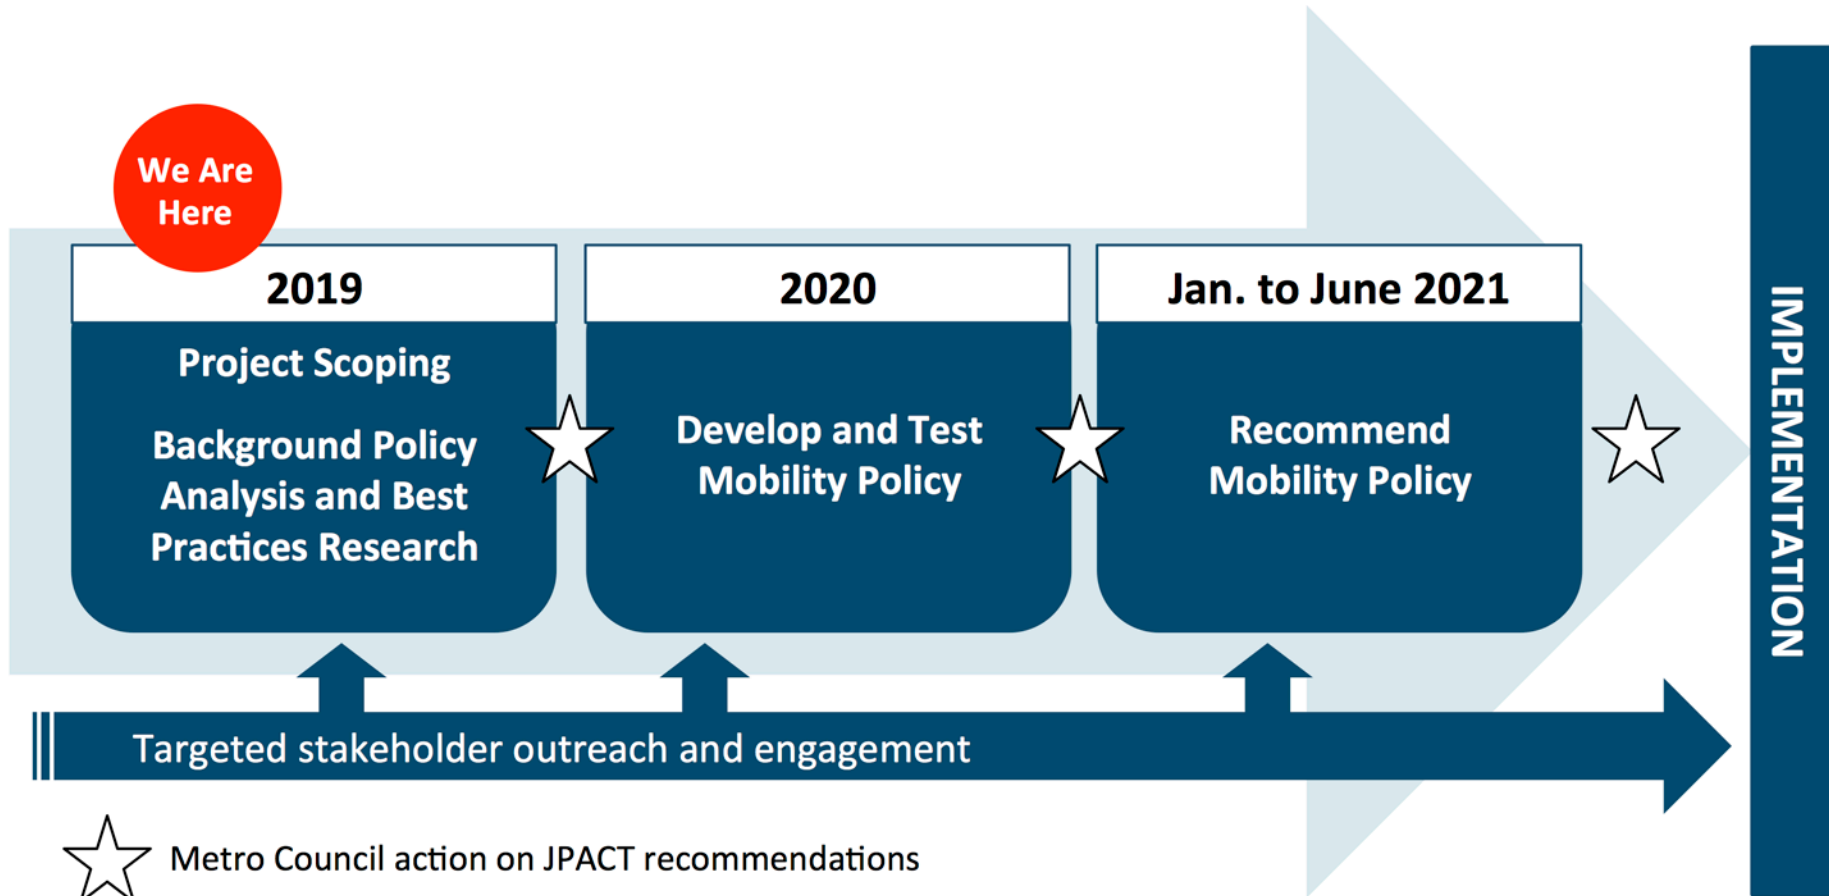 We Are
Here
2019
2020
Jan. to June 2021
Project Scoping
Background Policy
Analysis and Best
Practices Research
Develop and Test
Mobility Policy
Recommend
Mobility Policy
IMPLEMENTATION
Targeted stakeholder outreach and engagement
Metro Council action on JPACT recommendations